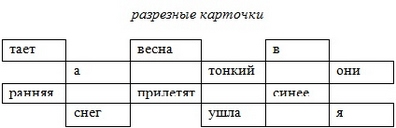 разрезные карточки
тает весна в
а тонкий они
ранняя прилетят синее
снег ушла я